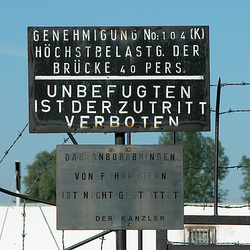 GENEHMIGUNG No: 104 (K)
HÖCHSTBELASTG. DER
BRÜCKE 40 PERS.
UNBEFUGTEN
IST DER ZUTRITT
VERBOTEN
DAS ANBORDBRINGEN
VON FAHRRÄDERN
IST NICHT GESTATTET
DER KANZLER